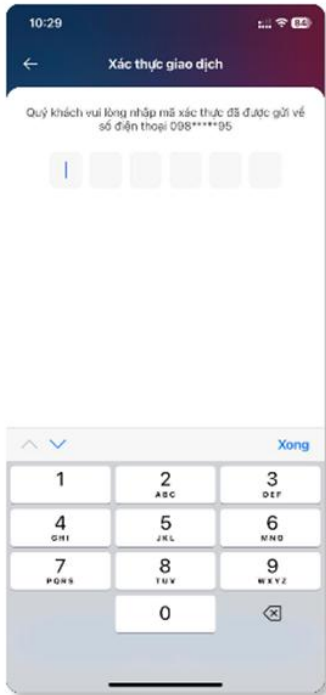 10:29
84
Xác thực giao dịch
Quý khách vui lòng nhập mã xác thực đã được gửi về
số điện thoại 098*****95
Xong
1
2
3
ABC
DEF
4
5
6
GHI
JKL
MNO
7
8
9
PQRS
TUV
WXYZ
0